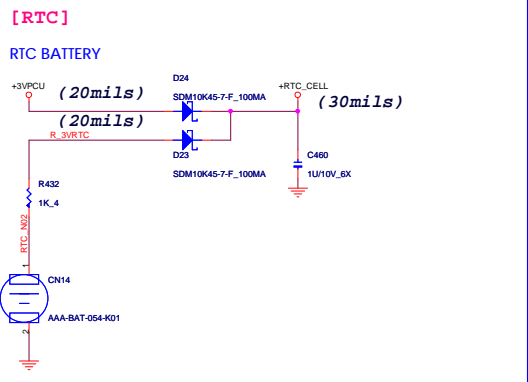 [RTC]
RTC BATTERY
D24
+3VPCU
(20mils)
SDM10K45-7-F_100MA
+RTC_CELL
(30mils)
(20mils)
R_3VRTC
D23
C460
SDM10K45-7-F_100MA
1U/10V_6X
R432
1K_4
RTC_N02
1
CN14
AAA-BAT-054-K01
2